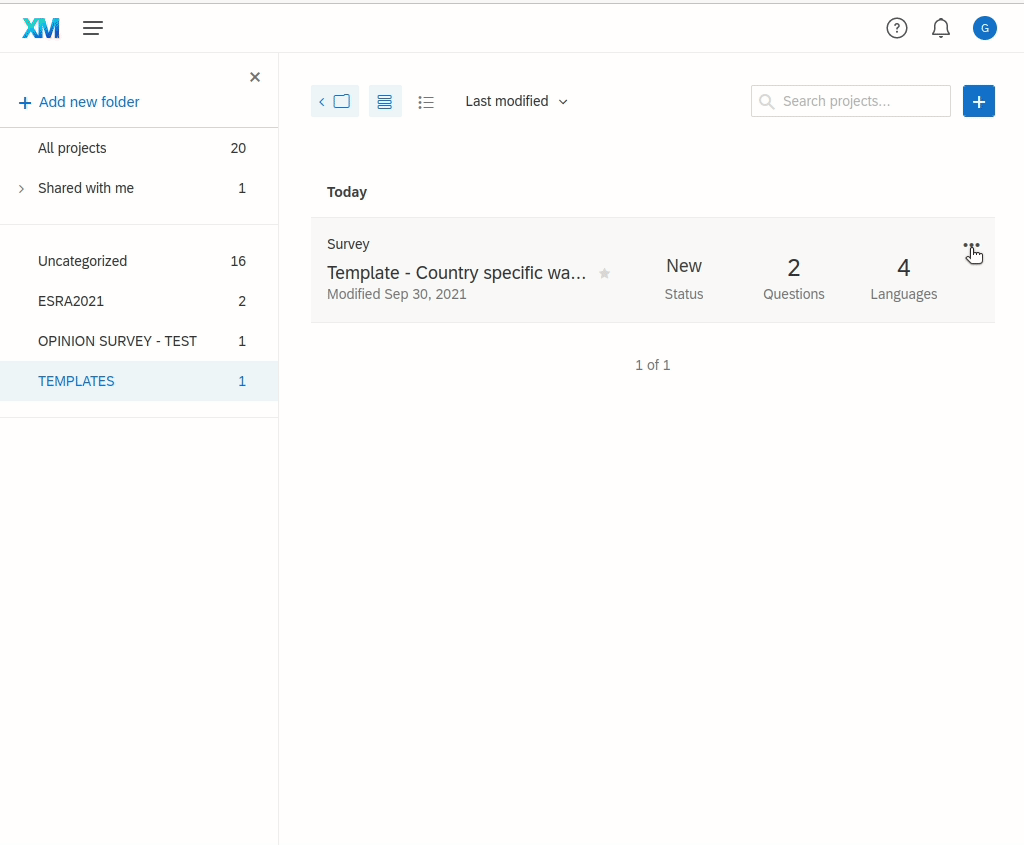 XM
?
G
×
+ Add new folder
All projects 20
Shared with me 1
Uncategorized 16
ESRA2021 2
OPINION SURVEY - TEST 1
TEMPLATES 1
Last modified
Search projects...
+
Today
Survey
Template - Country specific wa...
Modified Sep 30, 2021
New
Status
2
Questions
4
Languages
1 of 1